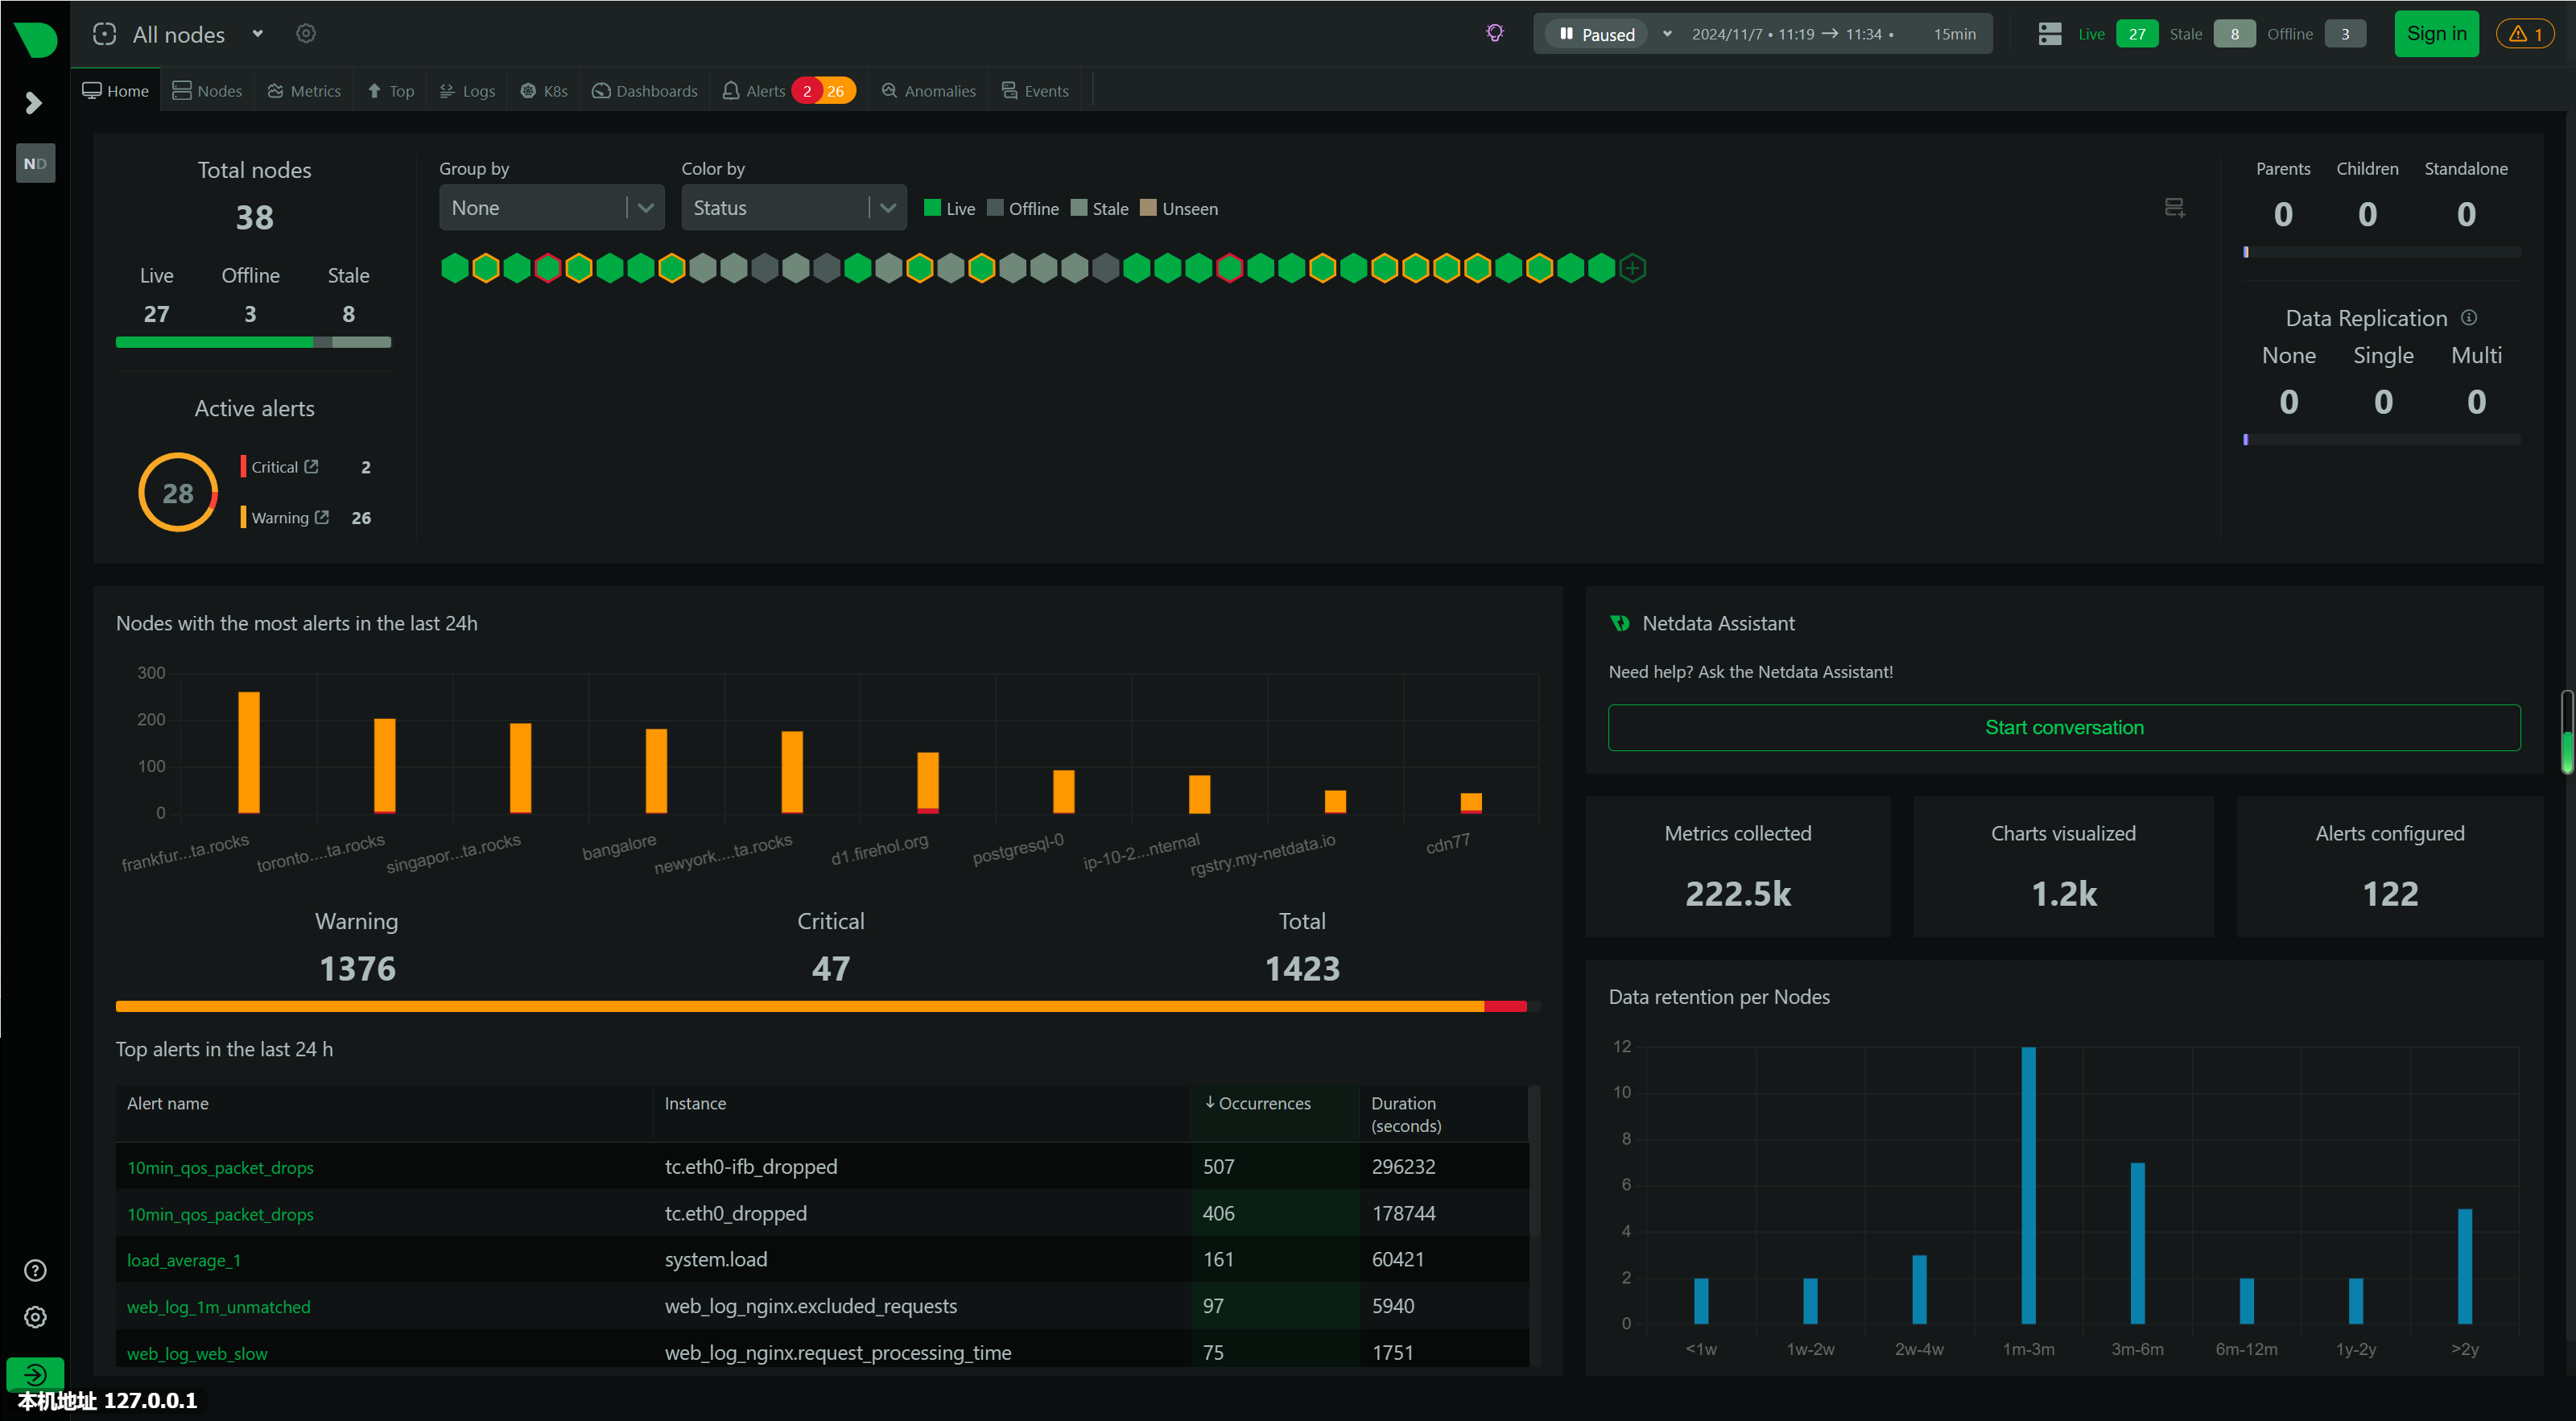 All nodes
Paused 2024/11/7 • 11:19 → 11:34 • 15min
Live 27 Stale 8 Offline 3
Sign in
1
Home Nodes Metrics Top Logs K8s Dashboards Alerts 2 26 Anomalies Events
ND
Total nodes
38
Live Offline Stale
27 3 8
Active alerts
28
Critical 2
Warning 26
Group by Color by
None Status
Live Offline Stale Unseen
Parents Children Standalone
0 0 0
Data Replication
None Single Multi
0 0 0
Nodes with the most alerts in the last 24h
300
200
100
0
frankfur...ta.rocks toronto....ta.rocks singapor...ta.rocks bangalore newyork....ta.rocks d1.firehol.org postgresql-0 ip-10-2...nternal rgstry.my-netdata.io cdn77
Warning Critical Total
1376 47 1423
Top alerts in the last 24 h
Alert name Instance ↓ Occurrences Duration (seconds)
10min_qos_packet_drops tc.eth0-ifb_dropped 507 296232
10min_qos_packet_drops tc.eth0_dropped 406 178744
load_average_1 system.load 161 60421
web_log_1m_unmatched web_log_nginx.excluded_requests 97 5940
web_log_web_slow web_log_nginx.request_processing_time 75 1751
Netdata Assistant
Need help? Ask the Netdata Assistant!
Start conversation
Metrics collected Charts visualized Alerts configured
222.5k 1.2k 122
Data retention per Nodes
12
10
8
6
4
2
0
<1w 1w-2w 2w-4w 1m-3m 3m-6m 6m-12m 1y-2y >2y
本机地址 127.0.0.1